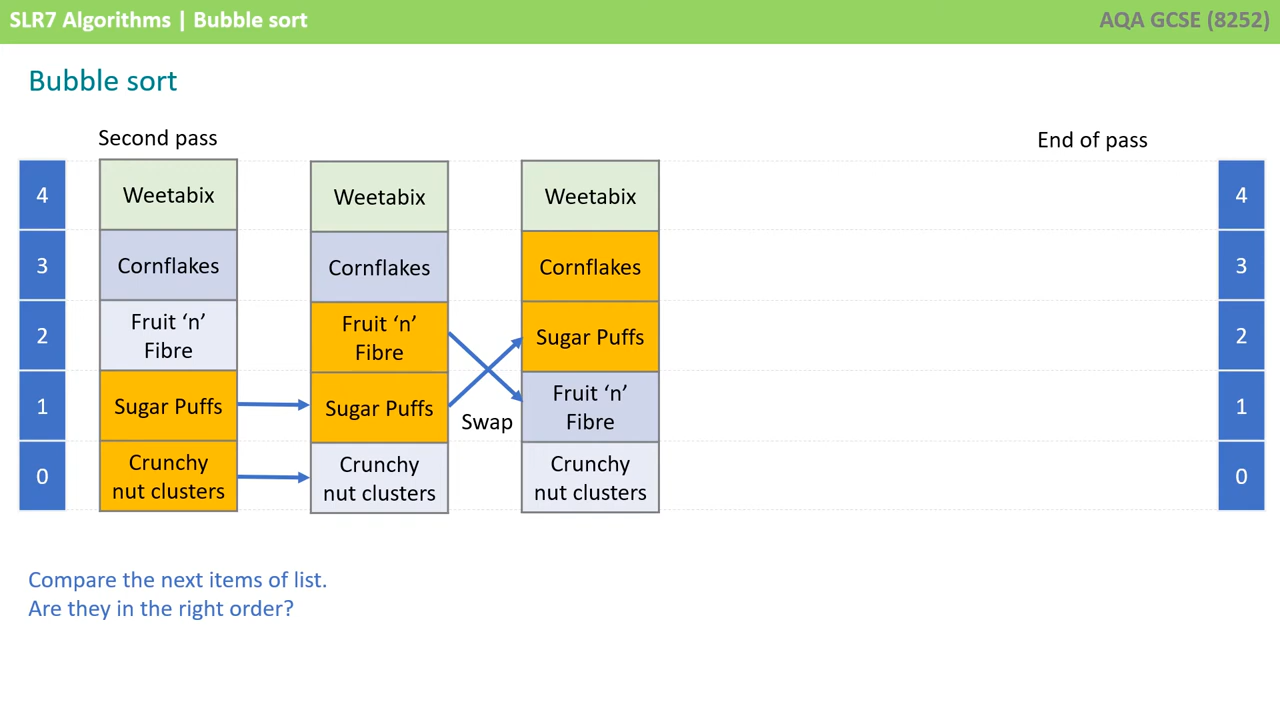 SLR7 Algorithms | Bubble sort
AQA GCSE (8252)
Bubble sort
Second pass
End of pass
4
Weetabix
Weetabix
Weetabix
4
3
Cornflakes
Cornflakes
Cornflakes
3
2
Fruit ‘n’
Fibre
Fruit ‘n’
Fibre
Sugar Puffs
2
1
Sugar Puffs
Sugar Puffs
Swap
Fruit ‘n’
Fibre
1
0
Crunchy
nut clusters
Crunchy
nut clusters
Crunchy
nut clusters
0
Compare the next items of list.
Are they in the right order?